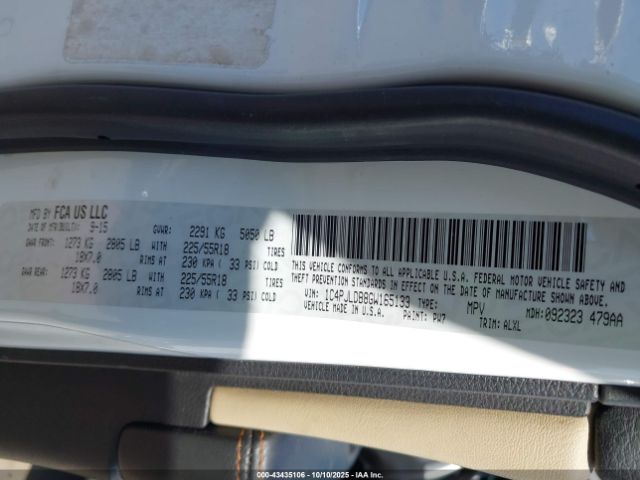 MFD BY FCA US LLC
DATE OF MFR(BUILT): 9-15 GVWR: 2291 KG 5050 LB
GAWR FRONT: 1273 KG 2805 LB WITH 225/55R18 TIRES
18X7.0 RIMS AT 230 KPA ( 33 PSI) COLD
GAWR REAR: 1273 KG 2805 LB WITH 225/55R18 TIRES
18X7.0 RIMS AT 230 KPA ( 33 PSI) COLD
THIS VEHICLE CONFORMS TO ALL APPLICABLE U.S.A. FEDERAL MOTOR VEHICLE SAFETY AND
THEFT PREVENTION STANDARDS IN EFFECT ON THE DATE OF MANUFACTURE SHOWN ABOVE.
VIN: 1C4PJLDB8GW165133 TYPE: MPV MDH: 092323 479AA
VEHICLE MADE IN U.S.A. PAINT: PW7 TRIM: ALXL
000-43435106 - 10/10/2025 - IAA Inc.